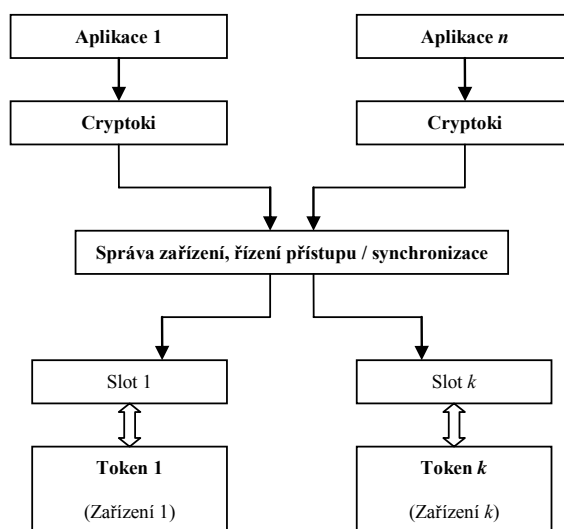 Aplikace 1
Aplikace n
Cryptoki
Cryptoki
Správa zařízení, řízení přístupu / synchronizace
Slot 1
Slot k
Token 1
(Zařízení 1)
Token k
(Zařízení k)